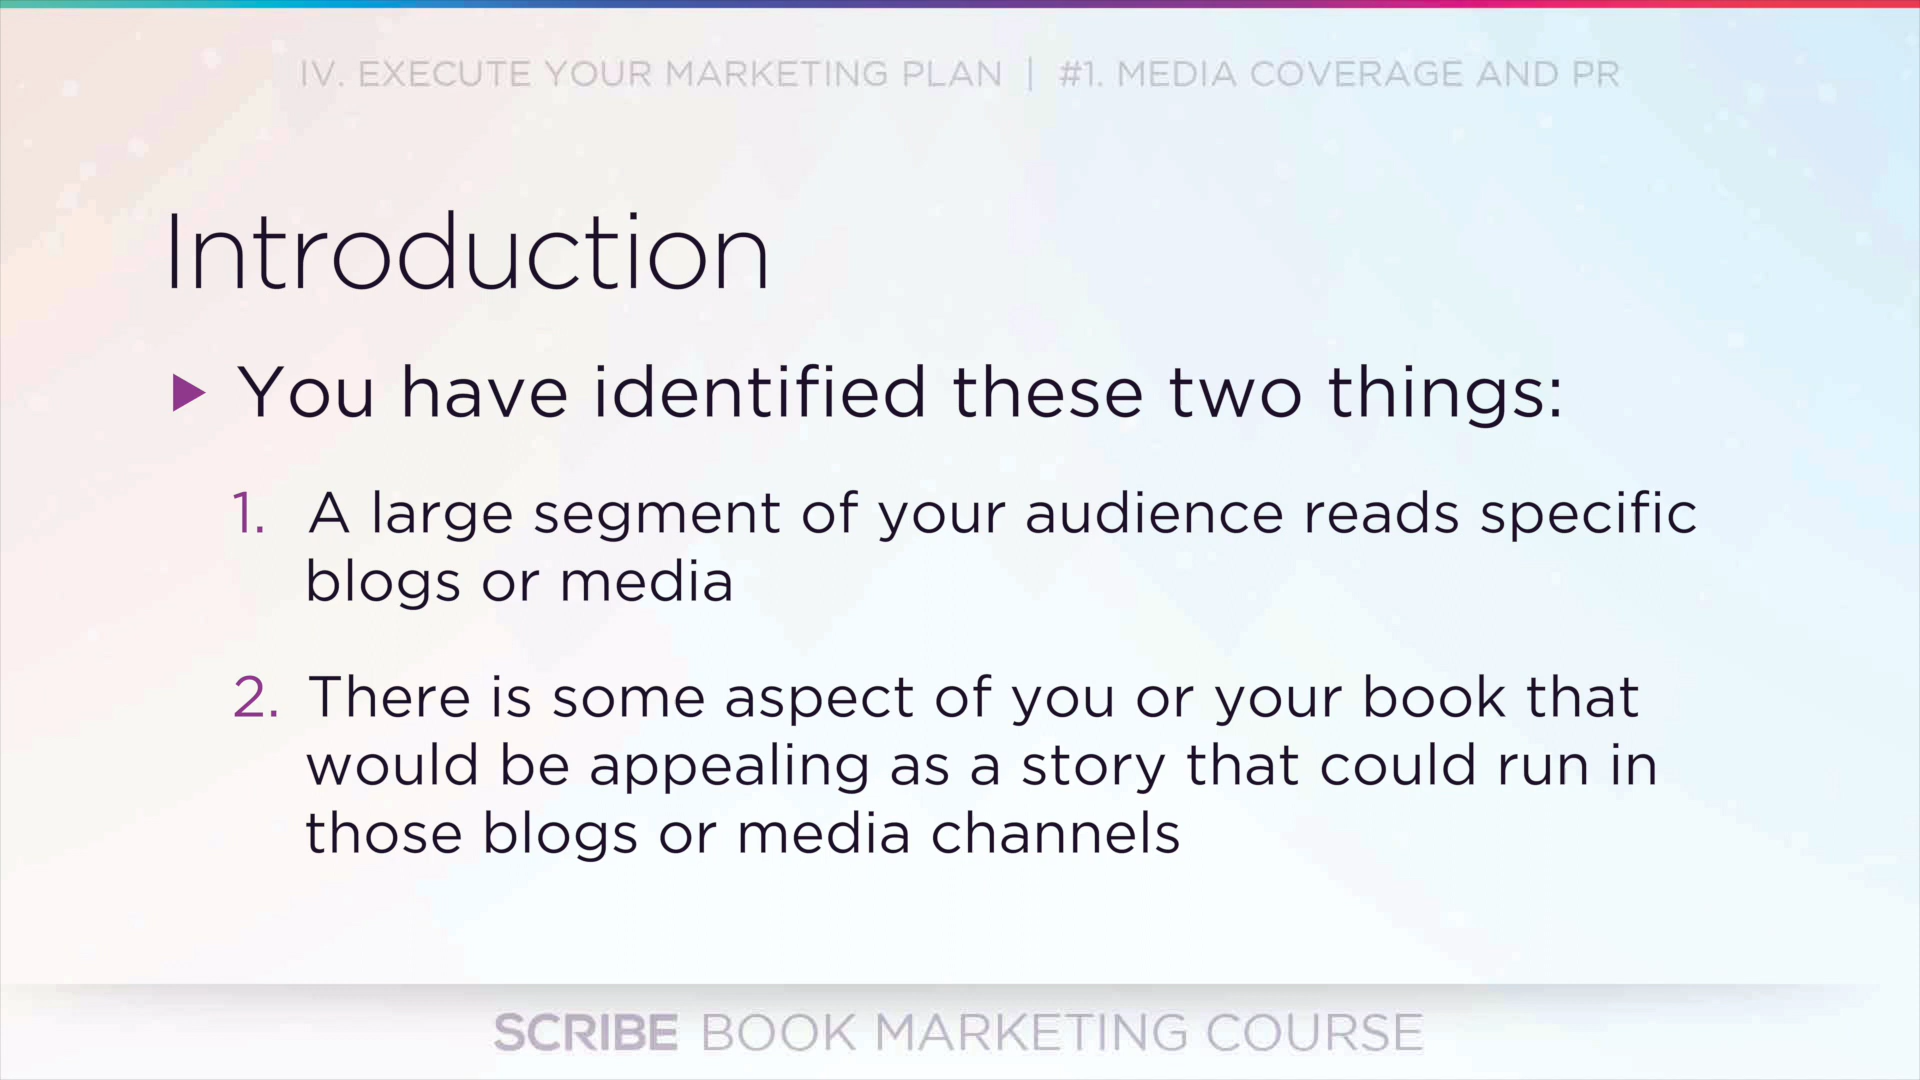 IV. EXECUTE YOUR MARKETING PLAN | #1. MEDIA COVERAGE AND PR
Introduction
▶ You have identified these two things:
1. A large segment of your audience reads specific
blogs or media
2. There is some aspect of you or your book that
would be appealing as a story that could run in
those blogs or media channels
SCRIBE BOOK MARKETING COURSE